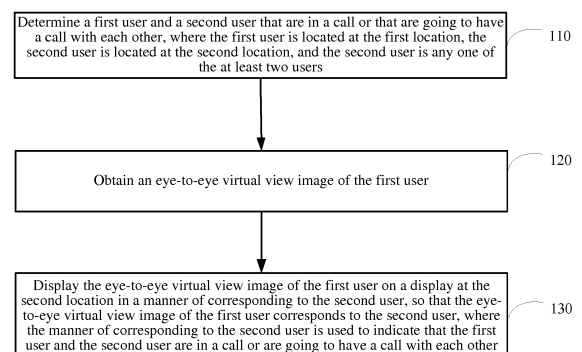 Determine a first user and a second user that are in a call or that are going to have
a call with each other, where the first user is located at the first location, the
second user is located at the second location, and the second user is any one of
the at least two users
110
Obtain an eye-to-eye virtual view image of the first user
120
Display the eye-to-eye virtual view image of the first user on a display at the
second location in a manner of corresponding to the second user, so that the eye-
to-eye virtual view image of the first user corresponds to the second user, where
the manner of corresponding to the second user is used to indicate that the first
user and the second user are in a call or are going to have a call with each other
130